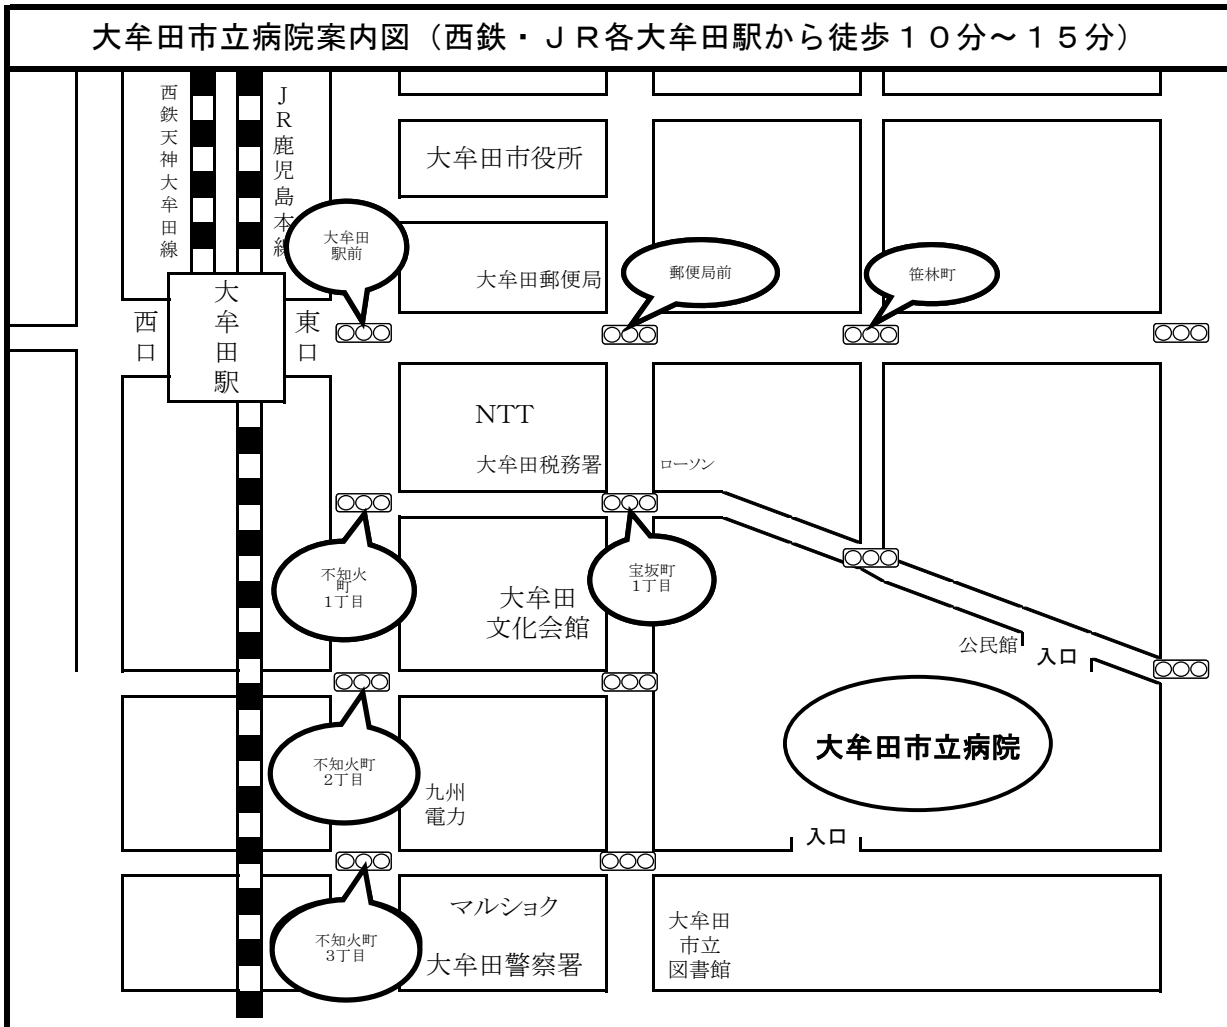 大牟田市立病院案内図（西鉄・ＪＲ各大牟田駅から徒歩１０分～１５分）
西鉄天神大牟田線
ＪＲ鹿児島本線
大牟田市役所
大牟田
駅前
大牟田郵便局
郵便局前
笹林町
西口
大牟田駅
東口
NTT
大牟田税務署
ローソン
不知火
町
１丁目
大牟田
文化会館
宝坂町
１丁目
公民館
入口
大牟田市立病院
不知火町
２丁目
九州
電力
入口
不知火町
３丁目
マルショク
大牟田警察署
大牟田
市立
図書館